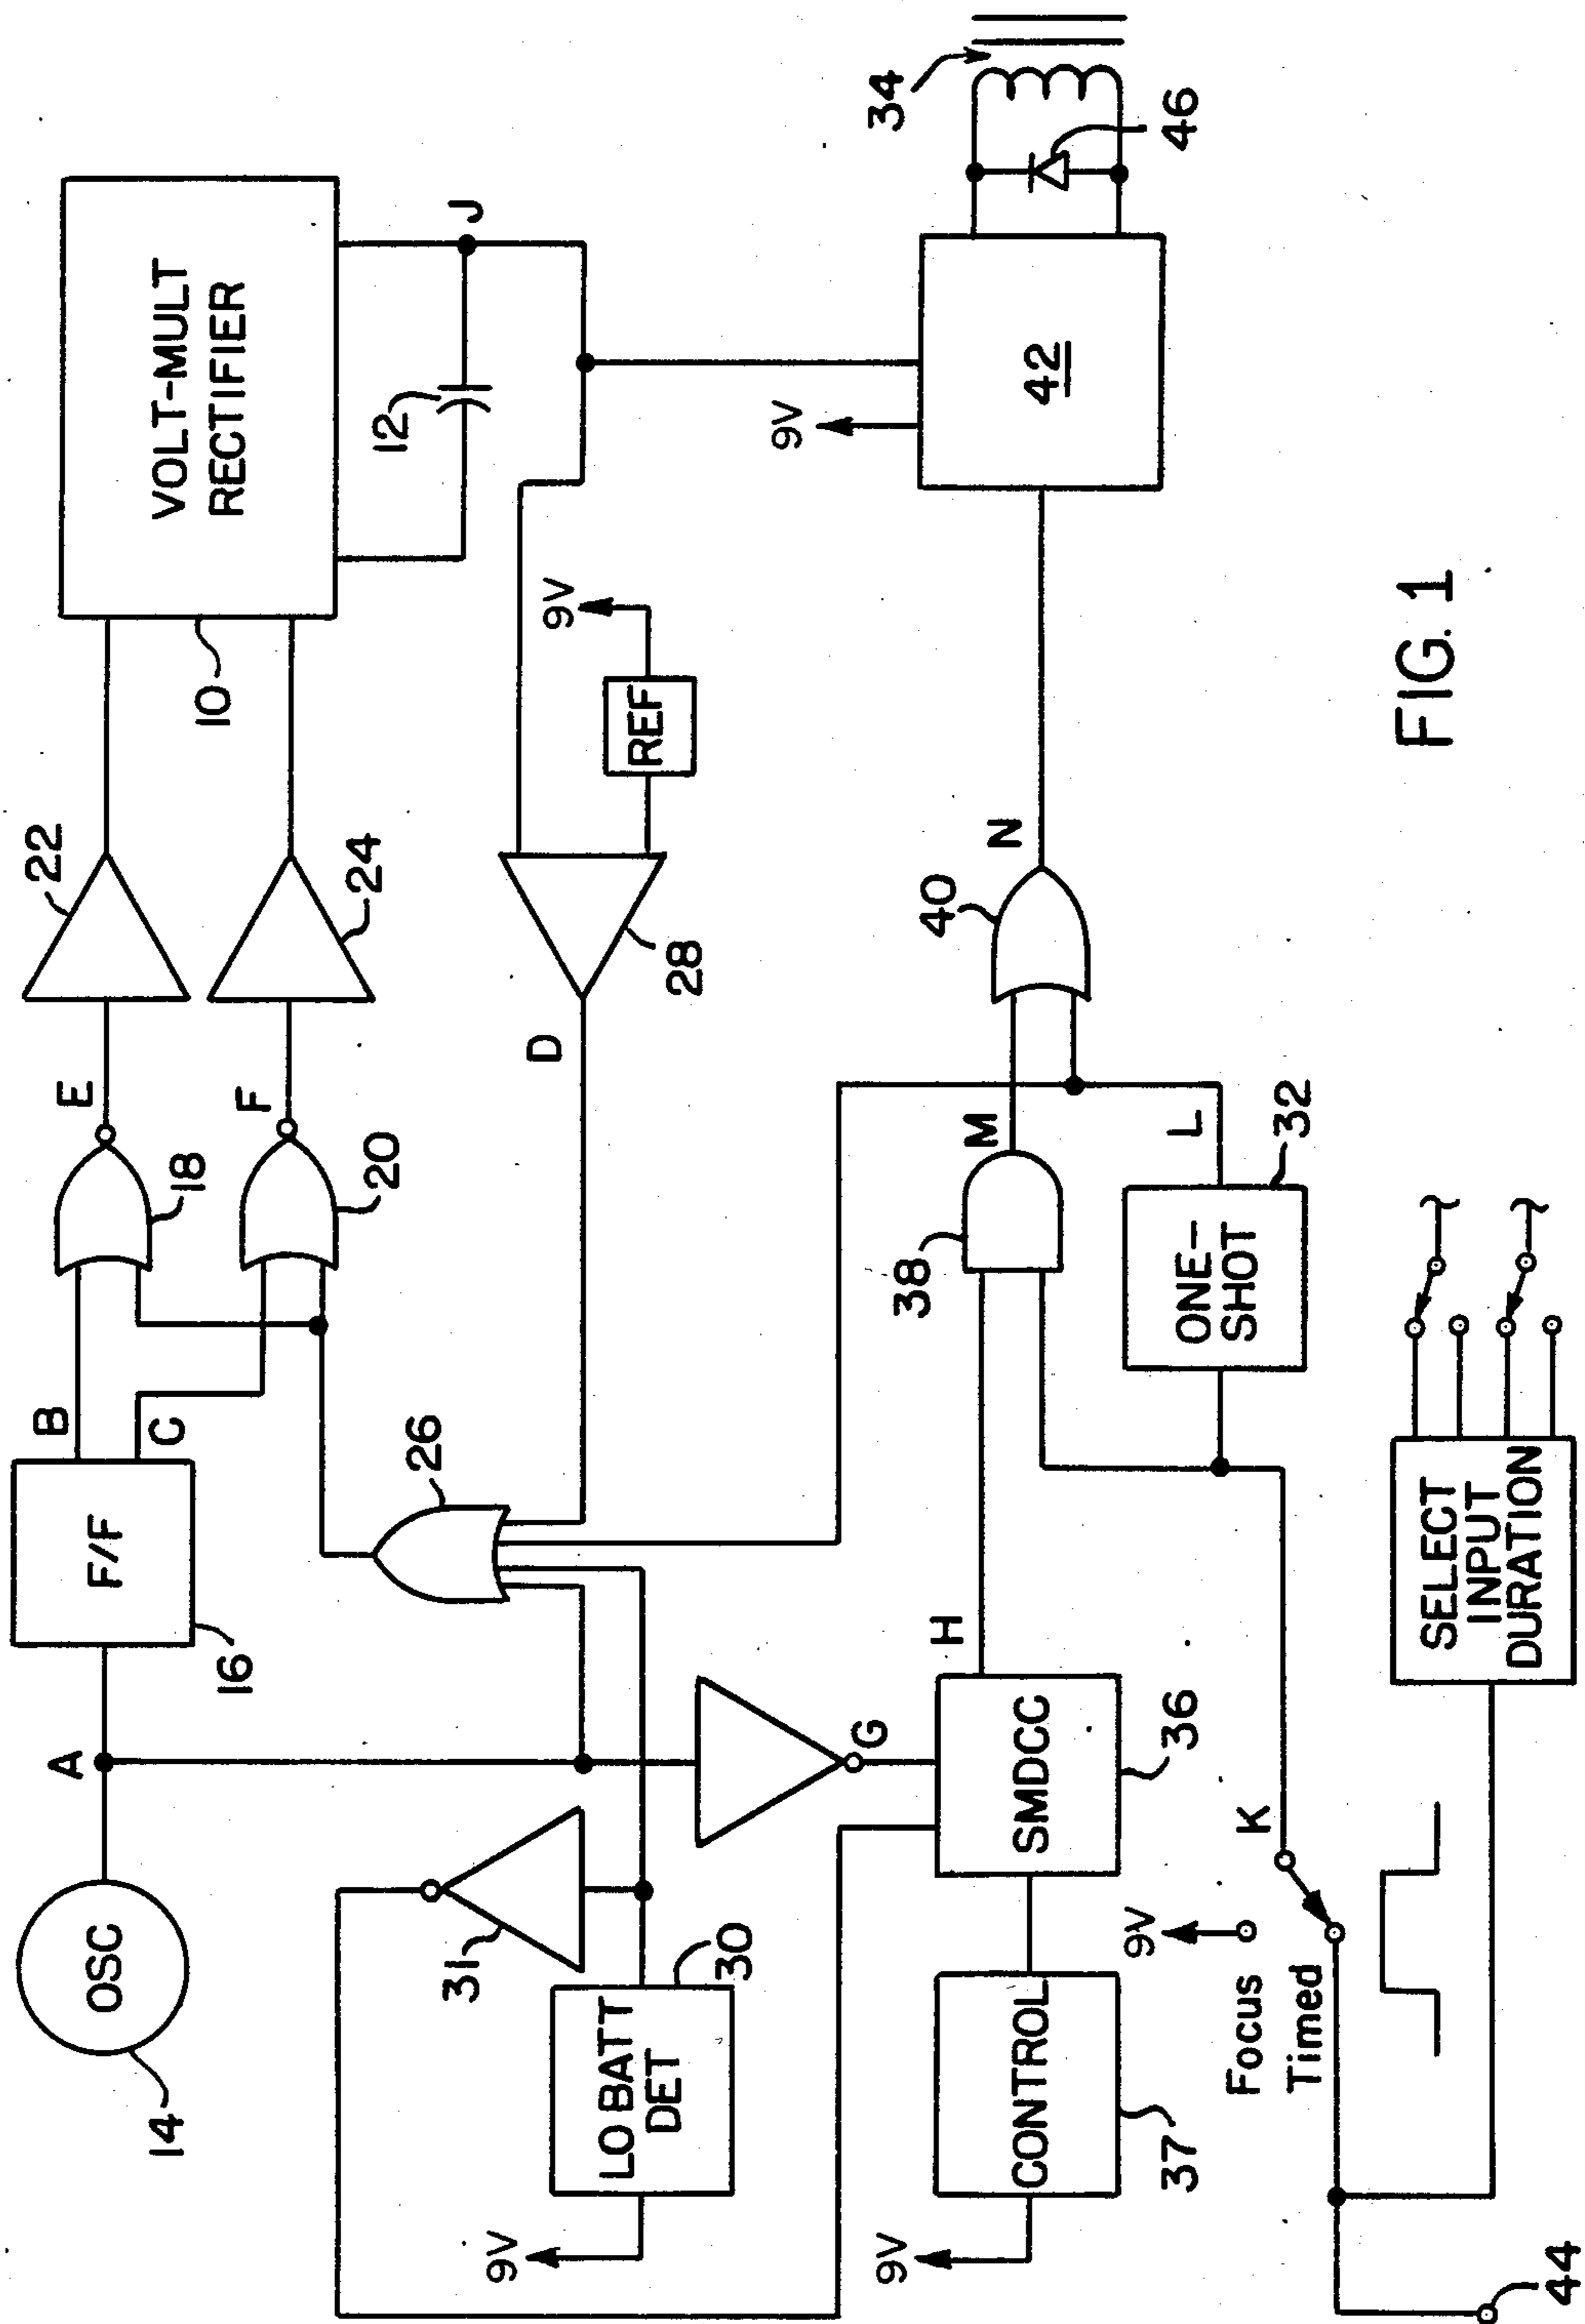 OSC
14
A
F/F
16
B
C
18
E
20
F
22
24
10
VOLT-MULT
RECTIFIER
12
J
26
D
28
REF
9V
31
LO BATT
DET
30
9V
G
SMDCC
36
H
CONTROL
37
9V
38
M
40
N
9V
42
34
46
ONE-
SHOT
L
32
K
9V
Focus
Timed
44
SELECT
INPUT
DURATION
FIG. 1